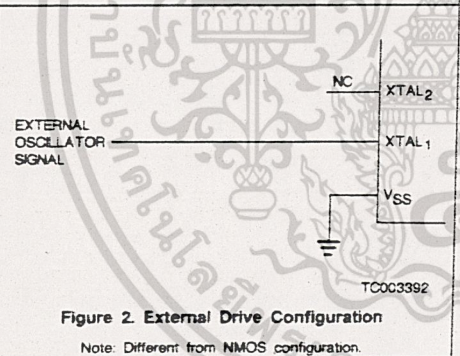 NC
XTAL2
EXTERNAL
OSCILLATOR
SIGNAL
XTAL1
VSS
TC003392
Figure 2. External Drive Configuration
Note: Different from NMOS configuration.